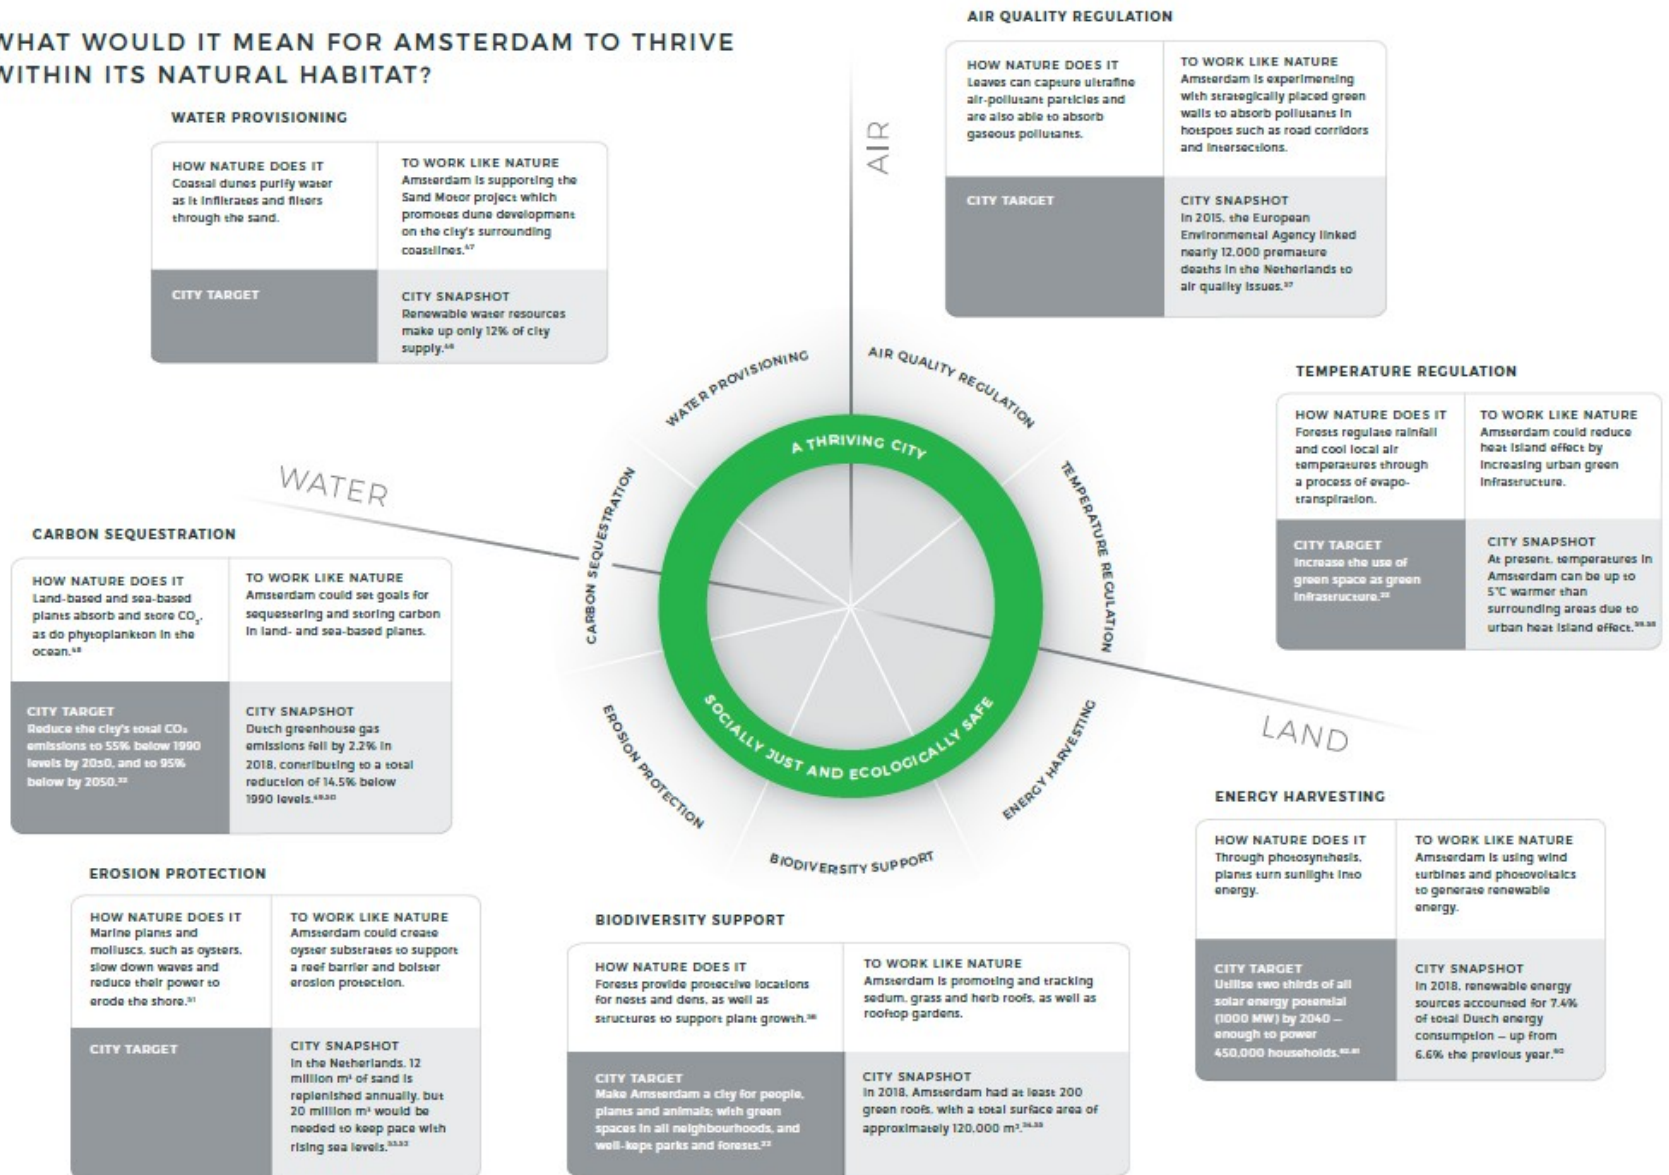 WHAT WOULD IT MEAN FOR AMSTERDAM TO THRIVE
WITHIN ITS NATURAL HABITAT?
WATER PROVISIONING
HOW NATURE DOES IT
Coastal dunes purify water
as it infiltrates and filters
through the sand.
TO WORK LIKE NATURE
Amsterdam is supporting the
Sand Motor project which
promotes dune development
on the city's surrounding
coastlines.⁴⁷
CITY TARGET
CITY SNAPSHOT
Renewable water resources
make up only 12% of city
supply.⁴⁶
AIR QUALITY REGULATION
HOW NATURE DOES IT
Leaves can capture ultrafine
air-pollutant particles and
are also able to absorb
gaseous pollutants.
TO WORK LIKE NATURE
Amsterdam is experimenting
with strategically placed green
walls to absorb pollutants in
hotspots such as road corridors
and intersections.
CITY TARGET
CITY SNAPSHOT
In 2015, the European
Environmental Agency linked
nearly 12,000 premature
deaths in the Netherlands to
air quality issues.⁵⁷
TEMPERATURE REGULATION
HOW NATURE DOES IT
Forests regulate rainfall
and cool local air
temperatures through
a process of evapo-
transpiration.
TO WORK LIKE NATURE
Amsterdam could reduce
heat island effect by
increasing urban green
infrastructure.
CITY TARGET
Increase the use of
green space as green
infrastructure.²²
CITY SNAPSHOT
At present, temperatures in
Amsterdam can be up to
5°C warmer than
surrounding areas due to
urban heat island effect.
CARBON SEQUESTRATION
HOW NATURE DOES IT
Land-based and sea-based
plants absorb and store CO₂,
as do phytoplankton in the
ocean.⁴⁸
TO WORK LIKE NATURE
Amsterdam could set goals for
sequestering and storing carbon
in land- and sea-based plants.
CITY TARGET
Reduce the city's total CO₂
emissions to 55% below 1990
levels by 2030, and to 95%
below by 2050.²²
CITY SNAPSHOT
Dutch greenhouse gas
emissions fell by 2.2% in
2018, contributing to a total
reduction of 14.5% below
1990 levels.⁴⁹·⁵⁰
EROSION PROTECTION
HOW NATURE DOES IT
Marine plants and
molluscs, such as oysters,
slow down waves and
reduce their power to
erode the shore.⁵¹
TO WORK LIKE NATURE
Amsterdam could create
oyster substrates to support
a reef barrier and bolster
erosion protection.
CITY TARGET
CITY SNAPSHOT
In the Netherlands, 12
million m³ of sand is
replenished annually, but
20 million m³ would be
needed to keep pace with
rising sea levels.
BIODIVERSITY SUPPORT
HOW NATURE DOES IT
Forests provide protective locations
for nests and dens, as well as
structures to support plant growth.
TO WORK LIKE NATURE
Amsterdam is promoting and tracking
sedum, grass and herb roofs, as well as
rooftop gardens.
CITY TARGET
Make Amsterdam a city for people,
plants and animals; with green
spaces in all neighbourhoods, and
well-kept parks and forests.²²
CITY SNAPSHOT
In 2018, Amsterdam had at least 200
green roofs, with a total surface area of
approximately 120,000 m².
ENERGY HARVESTING
HOW NATURE DOES IT
Through photosynthesis,
plants turn sunlight into
energy.
TO WORK LIKE NATURE
Amsterdam is using wind
turbines and photovoltaics
to generate renewable
energy.
CITY TARGET
Utilise two thirds of all
solar energy potential
(1000 MW) by 2040 —
enough to power
450,000 households.
CITY SNAPSHOT
In 2018, renewable energy
sources accounted for 7.4%
of total Dutch energy
consumption — up from
6.6% the previous year.⁶⁰
AIR
WATER
LAND
WATER PROVISIONING
AIR QUALITY REGULATION
TEMPERATURE REGULATION
ENERGY HARVESTING
BIODIVERSITY SUPPORT
EROSION PROTECTION
CARBON SEQUESTRATION
A THRIVING CITY
SOCIALLY JUST AND ECOLOGICALLY SAFE